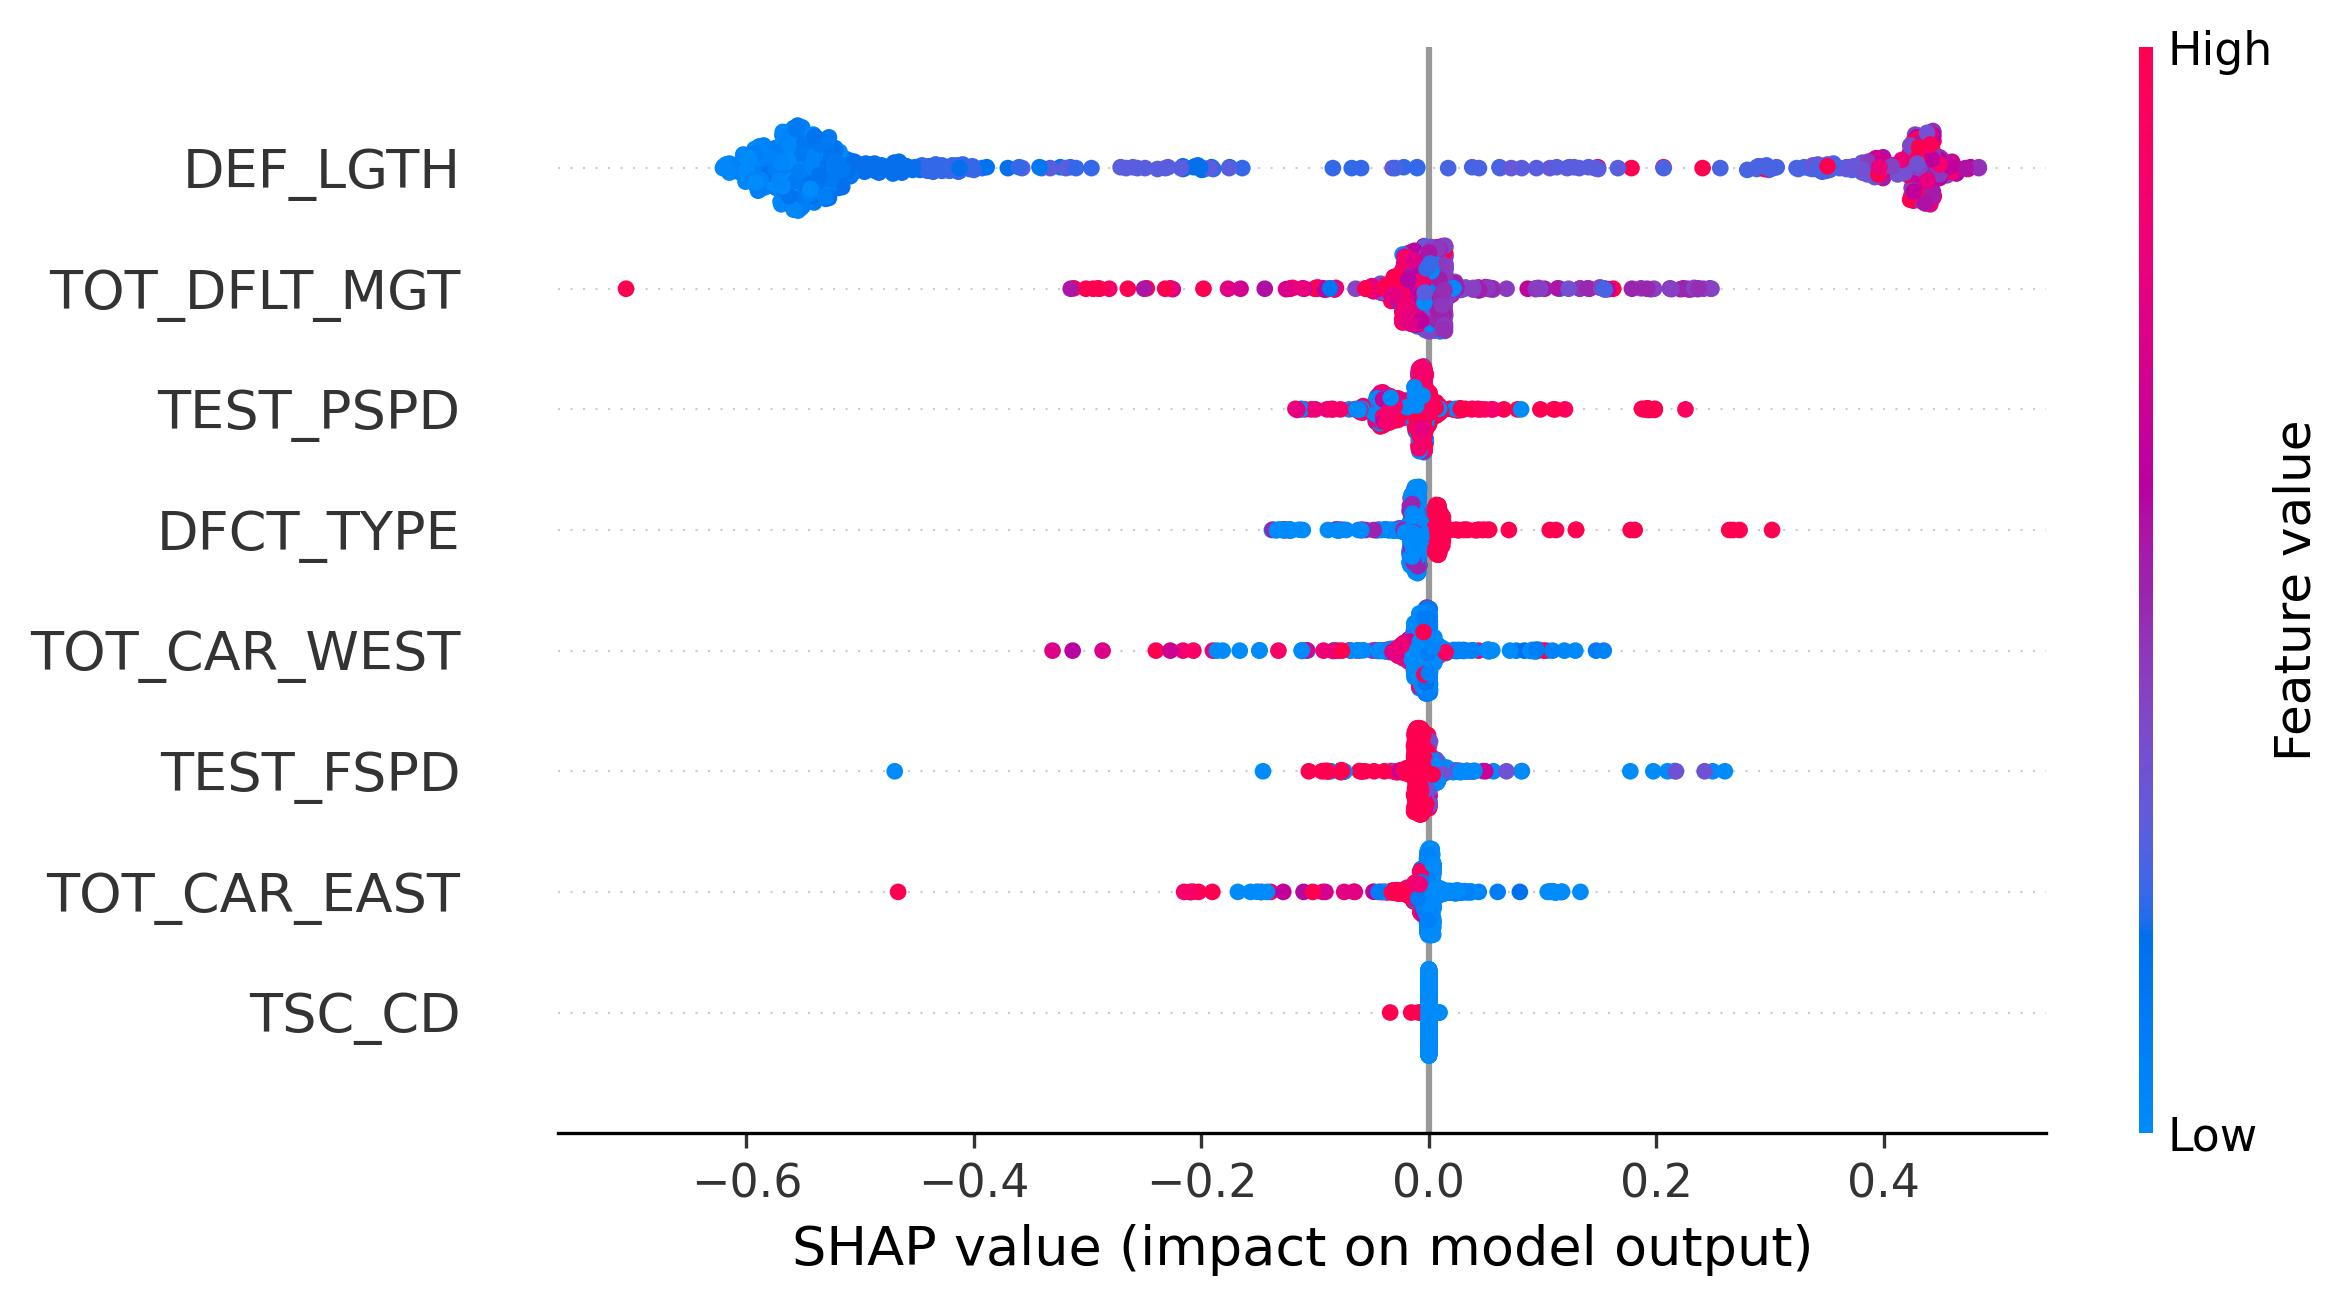 High
DEF_LGTH
TOT_DFLT_MGT
TEST_PSPD
DFCT_TYPE
TOT_CAR_WEST
TEST_FSPD
TOT_CAR_EAST
TSC_CD
Feature value
Low
−0.6 −0.4 −0.2 0.0 0.2 0.4
SHAP value (impact on model output)